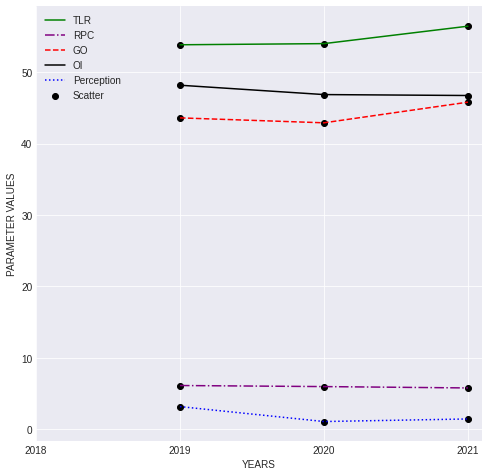 TLR
RPC
GO
OI
Perception
Scatter
50
40
30
20
10
0
PARAMETER VALUES
2018 2019 2020 2021
YEARS